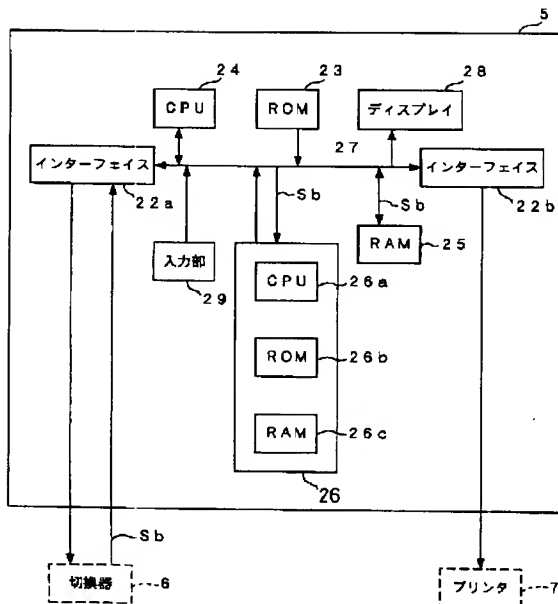 5
24
23
28
CPU
ROM
ディスプレイ
27
インターフェイス
インターフェイス
22a
22b
Sb
Sb
入力部
29
RAM
25
CPU
26a
ROM
26b
RAM
26c
26
Sb
切換器
6
プリンタ
7